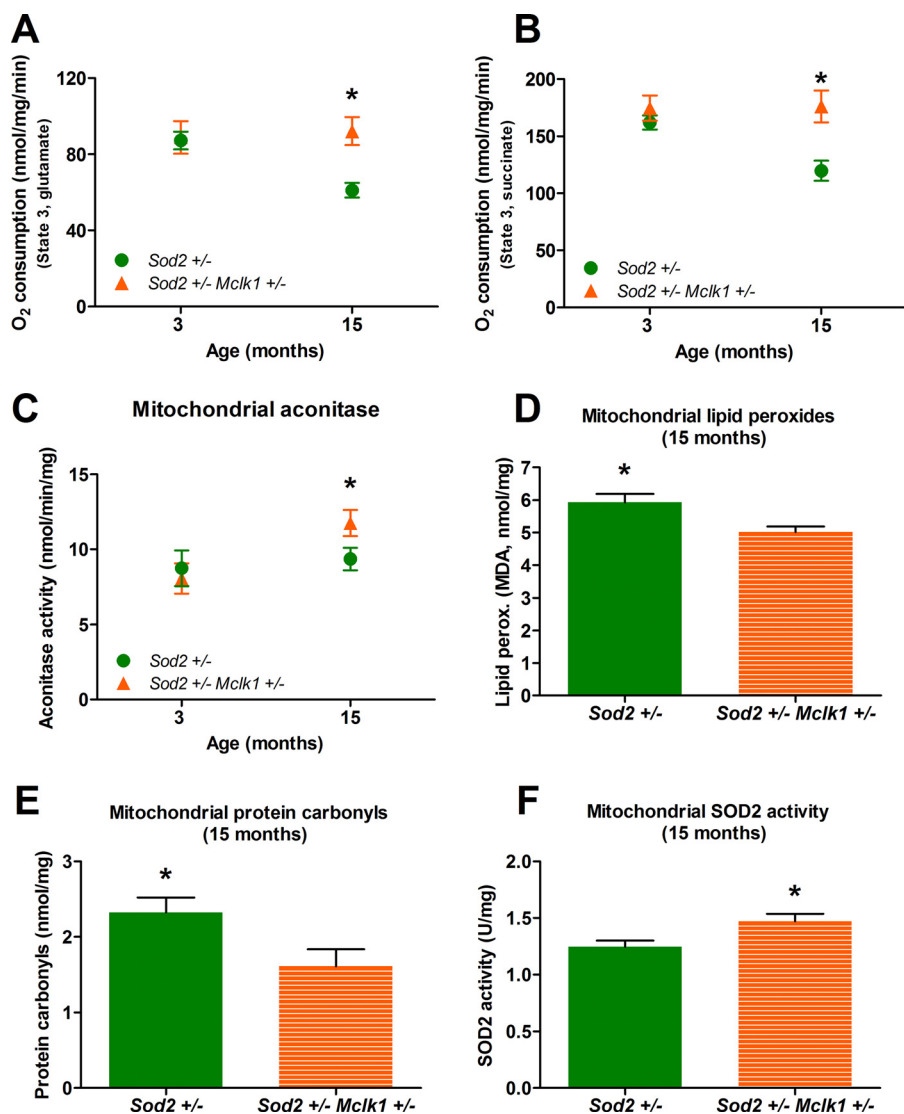 A
O2 consumption (nmol/mg/min)
(State 3, glutamate)
120
80
40
0
*
Sod2 +/-
Sod2 +/- Mclk1 +/-
3
15
Age (months)
B
O2 consumption (nmol/mg/min)
(State 3, succinate)
200
150
100
50
0
*
Sod2 +/-
Sod2 +/- Mclk1 +/-
3
15
Age (months)
C
Mitochondrial aconitase
Aconitase activity (nmol/min/mg)
15
10
5
0
*
Sod2 +/-
Sod2 +/- Mclk1 +/-
3
15
Age (months)
D
Mitochondrial lipid peroxides
(15 months)
Lipid perox. (MDA, nmol/mg)
7
6
5
4
3
2
1
0
*
Sod2 +/-
Sod2 +/- Mclk1 +/-
E
Mitochondrial protein carbonyls
(15 months)
Protein carbonyls (nmol/mg)
3
2
1
0
*
Sod2 +/-
Sod2 +/- Mclk1 +/-
F
Mitochondrial SOD2 activity
(15 months)
SOD2 activity (U/mg)
2.0
1.5
1.0
0.5
0.0
*
Sod2 +/-
Sod2 +/- Mclk1 +/-